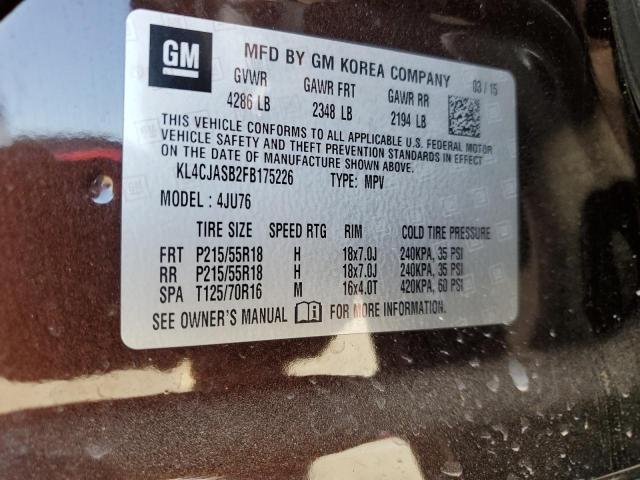 GM
MFD BY GM KOREA COMPANY 03 / 15
GVWR GAWR FRT GAWR RR
4286 LB 2348 LB 2194 LB
THIS VEHICLE CONFORMS TO ALL APPLICABLE U.S. FEDERAL MOTOR
VEHICLE SAFETY AND THEFT PREVENTION STANDARDS IN EFFECT
ON THE DATE OF MANUFACTURE SHOWN ABOVE.
KL4CJASB2FB175226 TYPE: MPV
MODEL : 4JU76
TIRE SIZE SPEED RTG RIM COLD TIRE PRESSURE
FRT P215/55R18 H 18x7.0J 240KPA, 35 PSI
RR P215/55R18 H 18x7.0J 240KPA, 35 PSI
SPA T125/70R16 M 16x4.0T 420KPA, 60 PSI
SEE OWNER'S MANUAL FOR MORE INFORMATION.